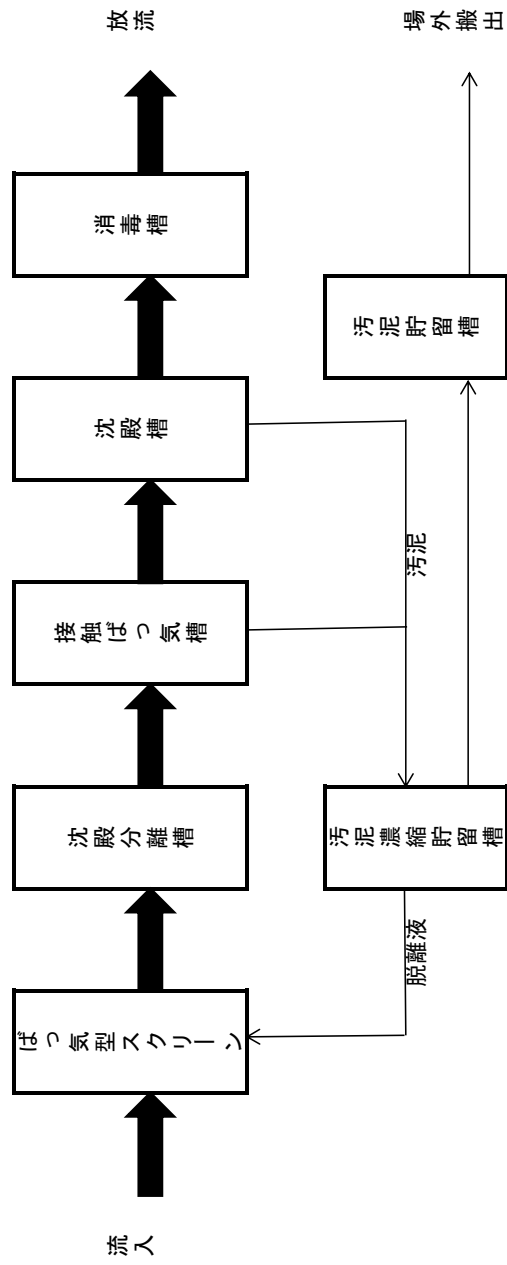 流入
ばっ気型スクリーン
沈殿分離槽
接触ばっ気槽
沈殿槽
消毒槽
放流
脱離液
汚泥濃縮貯留槽
汚泥
汚泥貯留槽
場外搬出